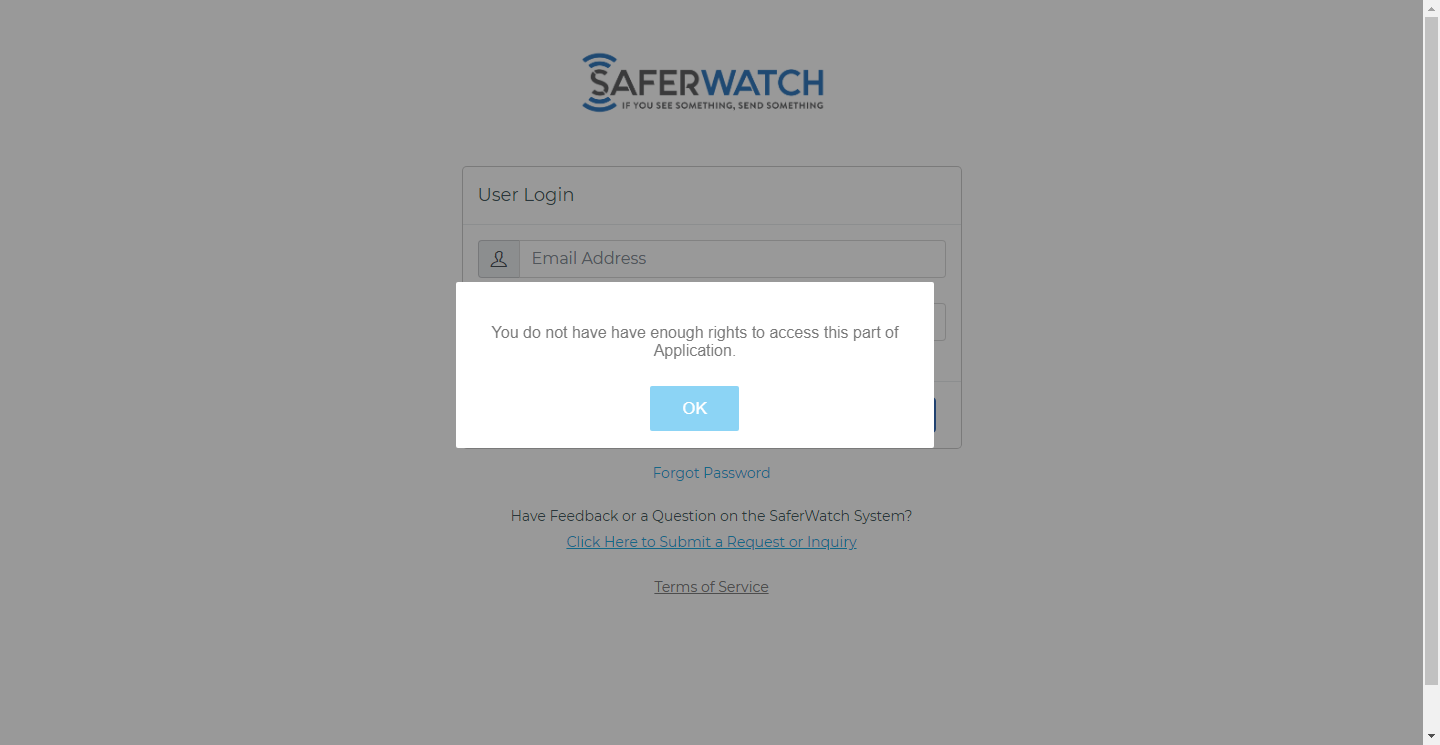 SAFERWATCH
IF YOU SEE SOMETHING, SEND SOMETHING
User Login
Email Address
You do not have have enough rights to access this part of
Application.
OK
Forgot Password
Have Feedback or a Question on the SaferWatch System?
Click Here to Submit a Request or Inquiry
Terms of Service